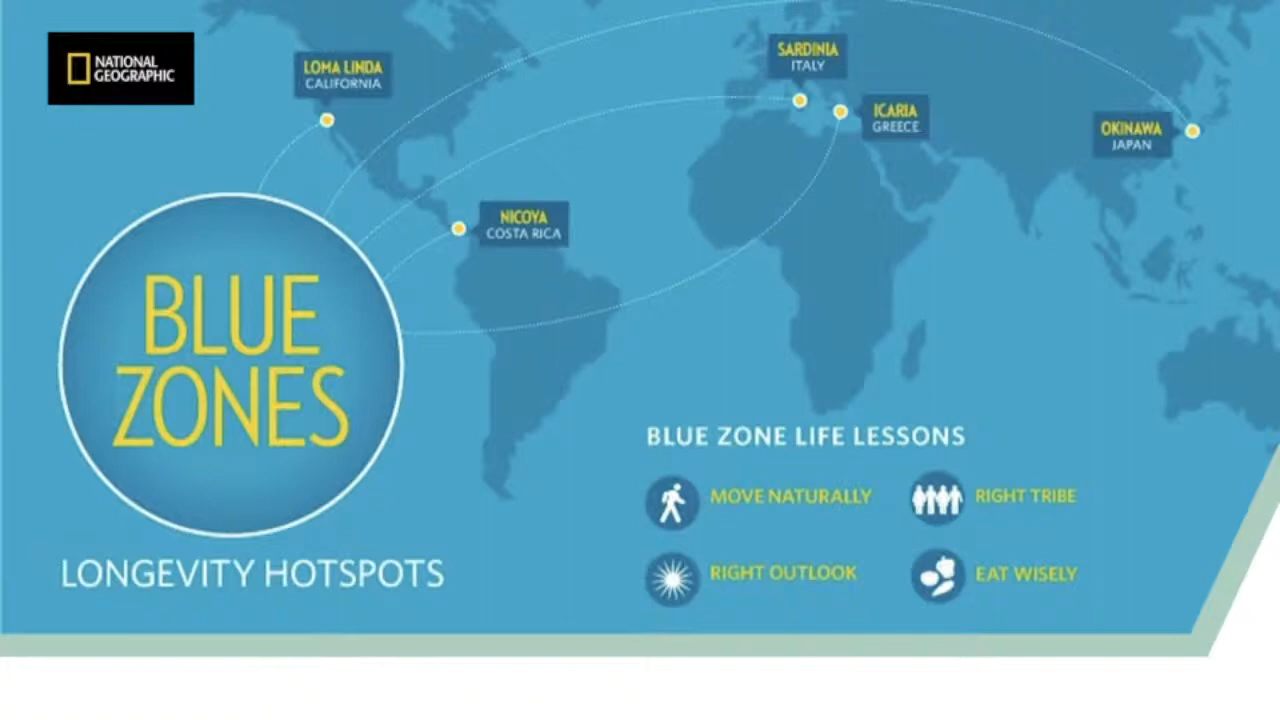 NATIONAL
GEOGRAPHIC
LOMA LINDA
CALIFORNIA
SARDINIA
ITALY
ICARIA
GREECE
OKINAWA
JAPAN
NICOYA
COSTA RICA
BLUE
ZONES
LONGEVITY HOTSPOTS
BLUE ZONE LIFE LESSONS
MOVE NATURALLY
RIGHT TRIBE
RIGHT OUTLOOK
EAT WISELY